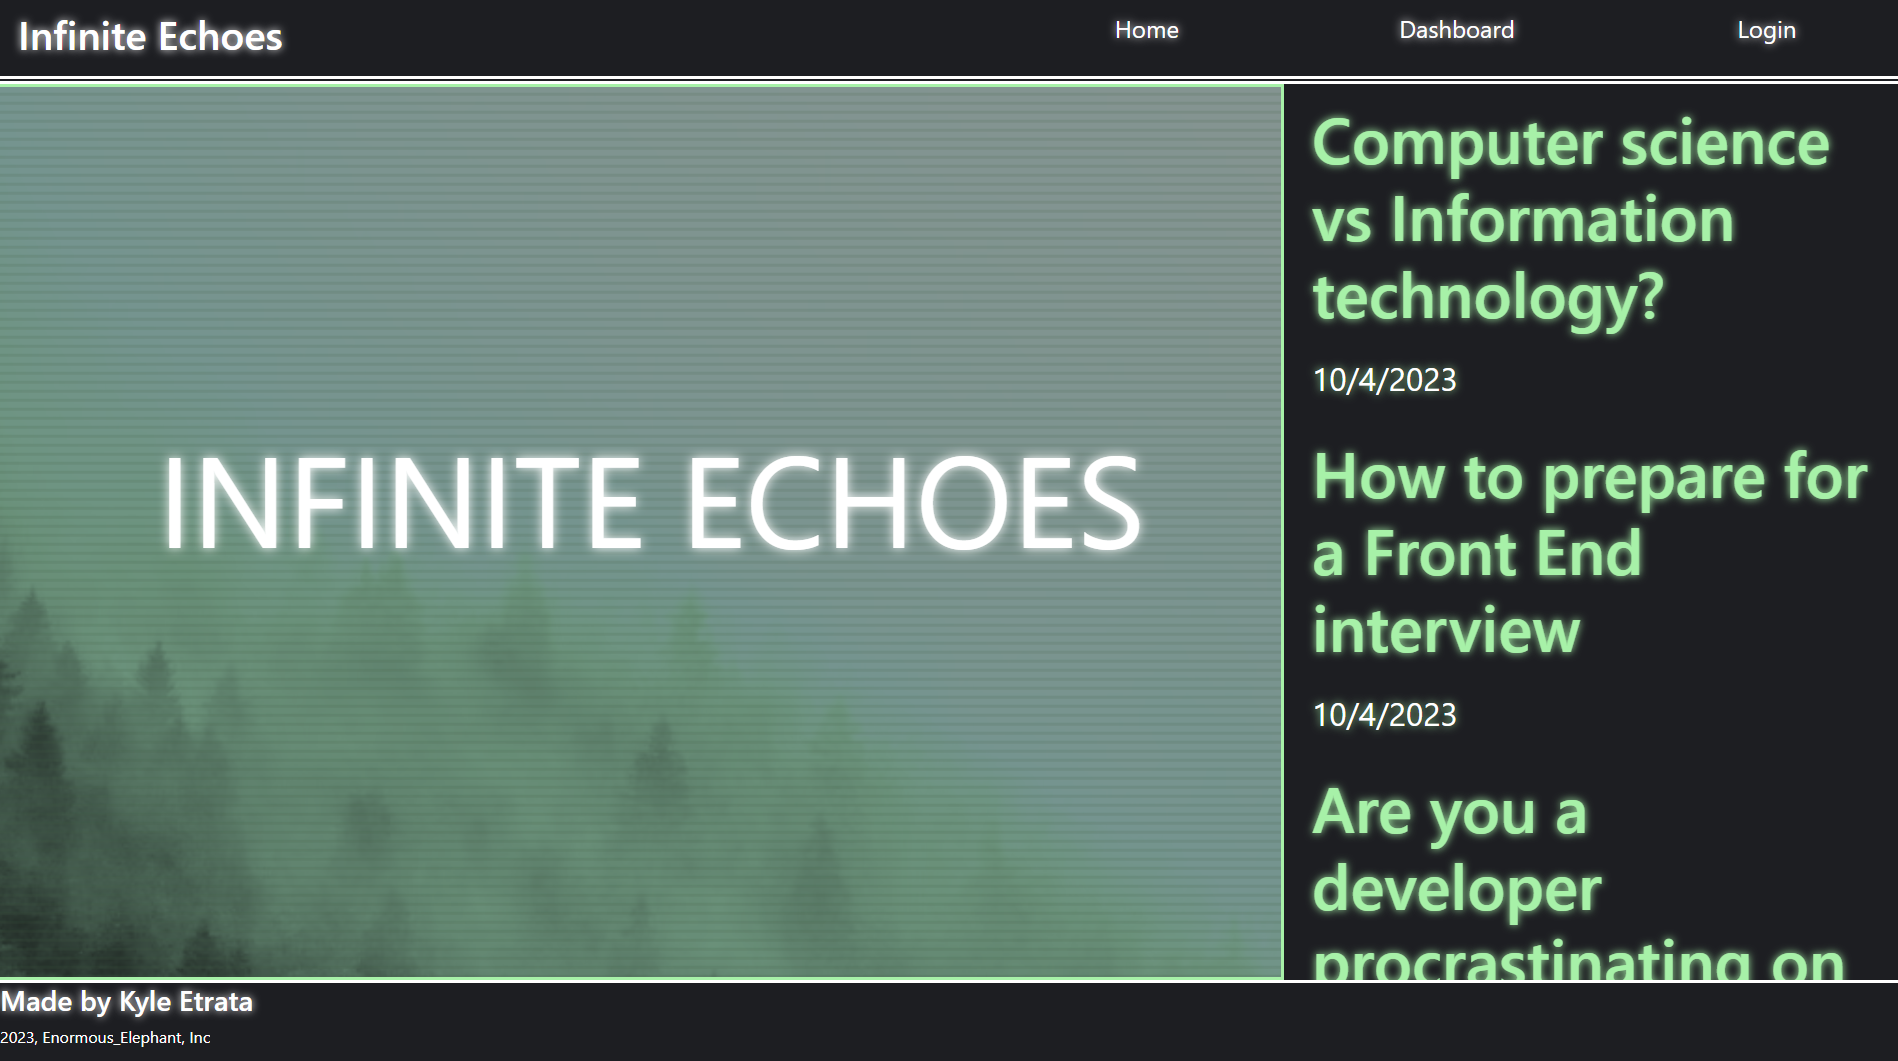 Infinite Echoes
Home
Dashboard
Login
INFINITE ECHOES
Computer science
vs Information
technology?
10/4/2023
How to prepare for
a Front End
interview
10/4/2023
Are you a
developer
procrastinating on
Made by Kyle Etrata
2023, Enormous_Elephant, Inc